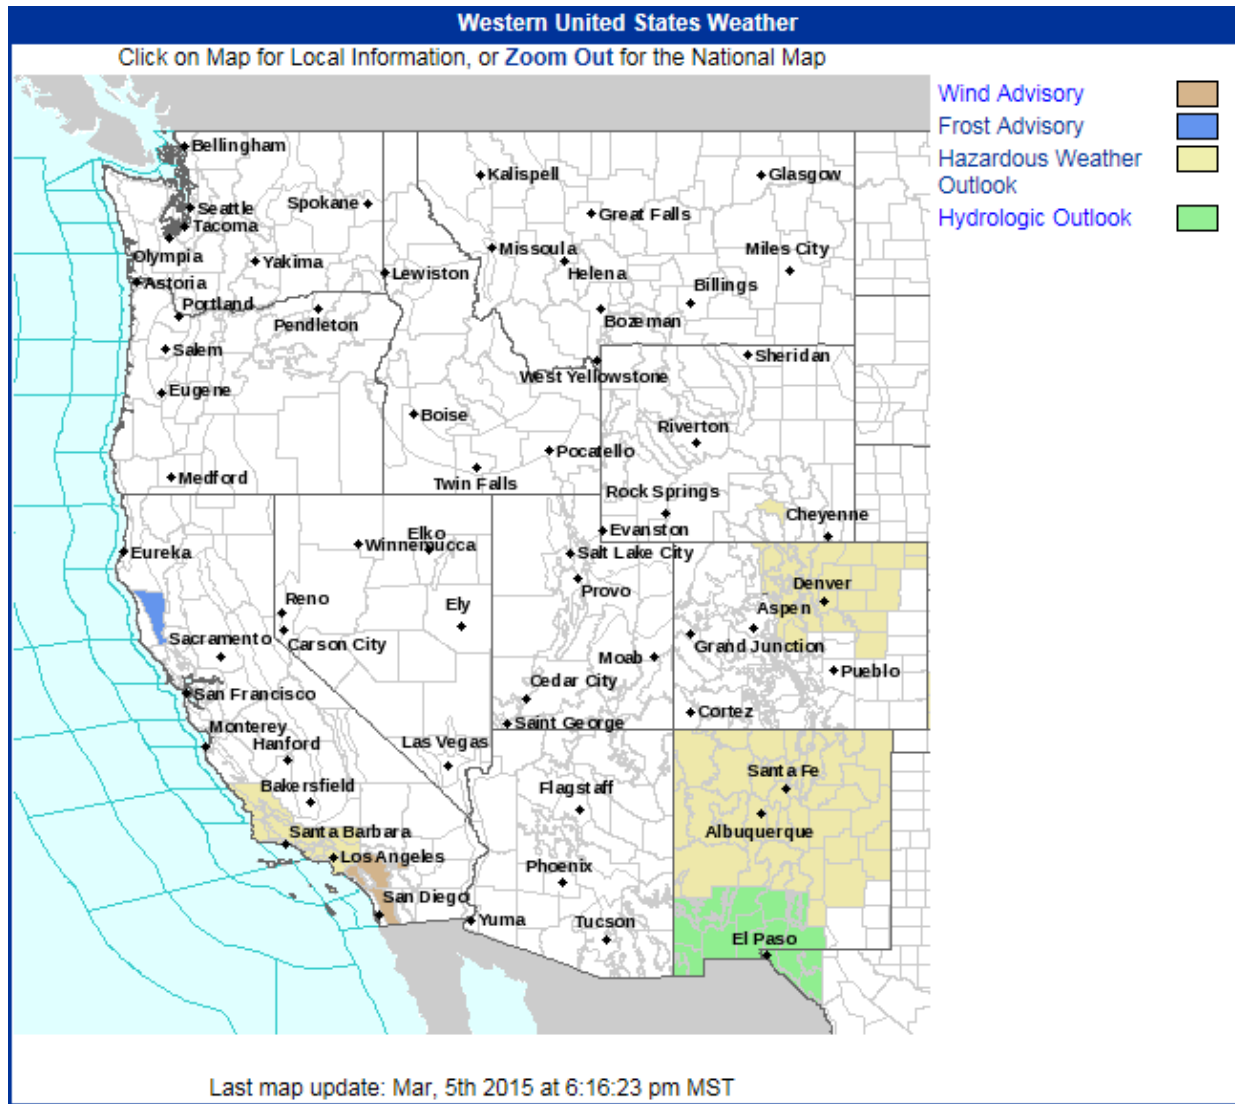 Western United States Weather
Click on Map for Local Information, or Zoom Out for the National Map
Wind Advisory
Frost Advisory
Hazardous Weather
Outlook
Hydrologic Outlook
Bellingham
Kalispell
Glasgow
Seattle
Spokane
Great Falls
Tacoma
Olympia
Yakima
Missoula
Helena
Miles City
Astoria
Lewiston
Billings
Portland
Pendleton
Bozeman
Salem
Sheridan
West Yellowstone
Eugene
Boise
Riverton
Pocatello
Medford
Twin Falls
Rock Springs
Cheyenne
Evanston
Elko
Winnemucca
Eureka
Salt Lake City
Provo
Denver
Reno
Ely
Aspen
Sacramento
Carson City
Grand Junction
Moab
Pueblo
San Francisco
Cedar City
Cortez
Monterey
Saint George
Hanford
Las Vegas
Santa Fe
Bakersfield
Flagstaff
Albuquerque
Santa Barbara
Los Angeles
Phoenix
San Diego
Yuma
Tucson
El Paso
Last map update: Mar, 5th 2015 at 6:16:23 pm MST